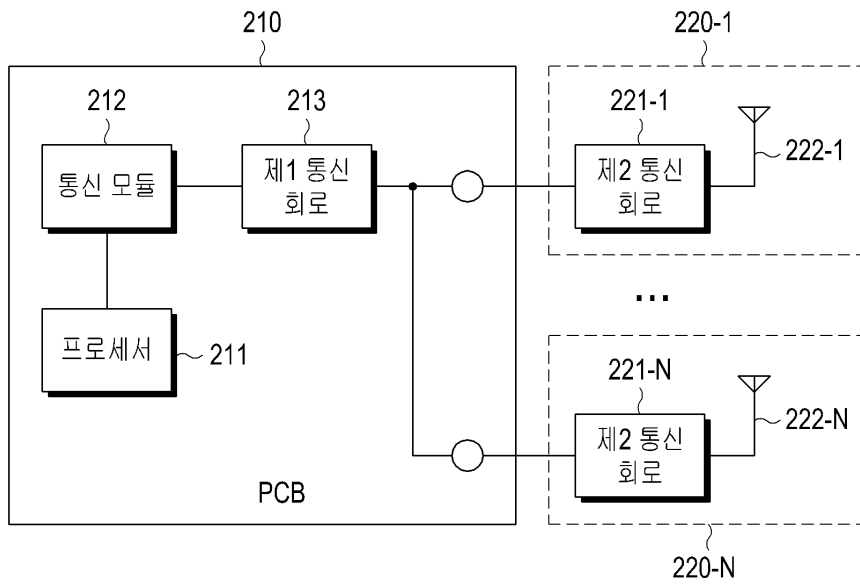 210
220-1
212
213
221-1
통신 모듈
제1 통신
회로
제2 통신
회로
222-1
...
프로세서
211
221-N
제2 통신
회로
222-N
PCB
220-N